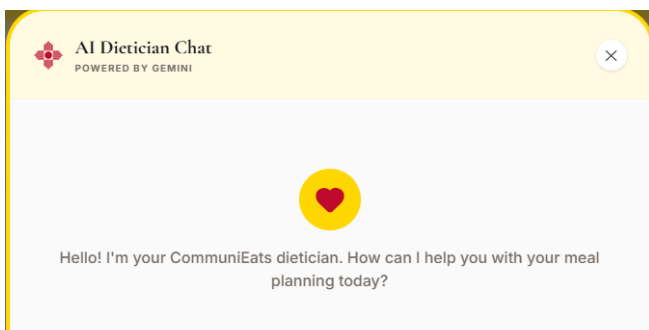 AI Dietician Chat
POWERED BY GEMINI
Hello! I'm your CommuniEats dietician. How can I help you with your meal
planning today?